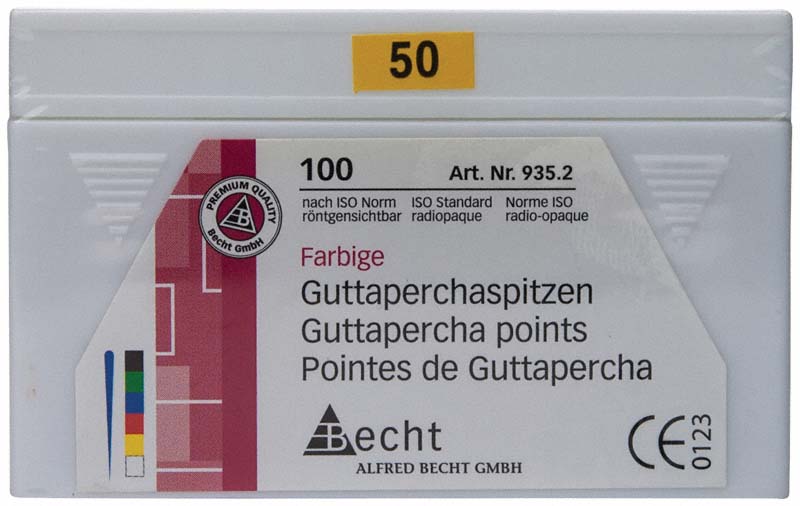 50
100 Art. Nr. 935.2
nach ISO Norm ISO Standard Norme ISO
röntgensichtbar radiopaque radio-opaque
PREMIUM QUALITY
B
Becht GmbH
Farbige
Guttaperchaspitzen
Guttapercha points
Pointes de Guttapercha
Becht
ALFRED BECHT GMBH
CE 0123